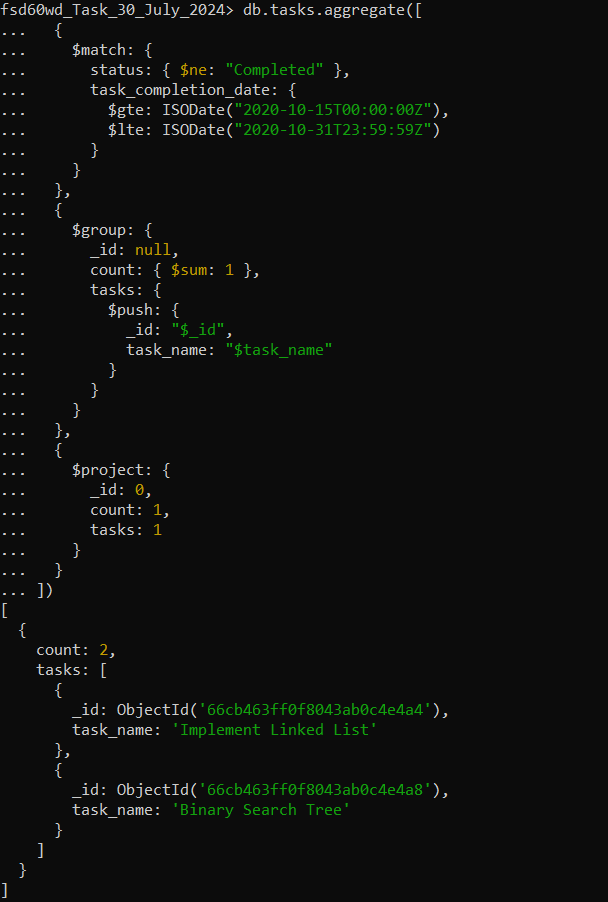 fsd60wd_Task_30_July_2024> db.tasks.aggregate([
...   {
...     $match: {
...       status: { $ne: "Completed" },
...       task_completion_date: {
...         $gte: ISODate("2020-10-15T00:00:00Z"),
...         $lte: ISODate("2020-10-31T23:59:59Z")
...       }
...     }
...   },
...   {
...     $group: {
...       _id: null,
...       count: { $sum: 1 },
...       tasks: {
...         $push: {
...           _id: "$_id",
...           task_name: "$task_name"
...         }
...       }
...     }
...   },
...   {
...     $project: {
...       _id: 0,
...       count: 1,
...       tasks: 1
...     }
...   }
... ])
[
  {
    count: 2,
    tasks: [
      {
        _id: ObjectId('66cb463ff0f8043ab0c4e4a4'),
        task_name: 'Implement Linked List'
      },
      {
        _id: ObjectId('66cb463ff0f8043ab0c4e4a8'),
        task_name: 'Binary Search Tree'
      }
    ]
  }
]